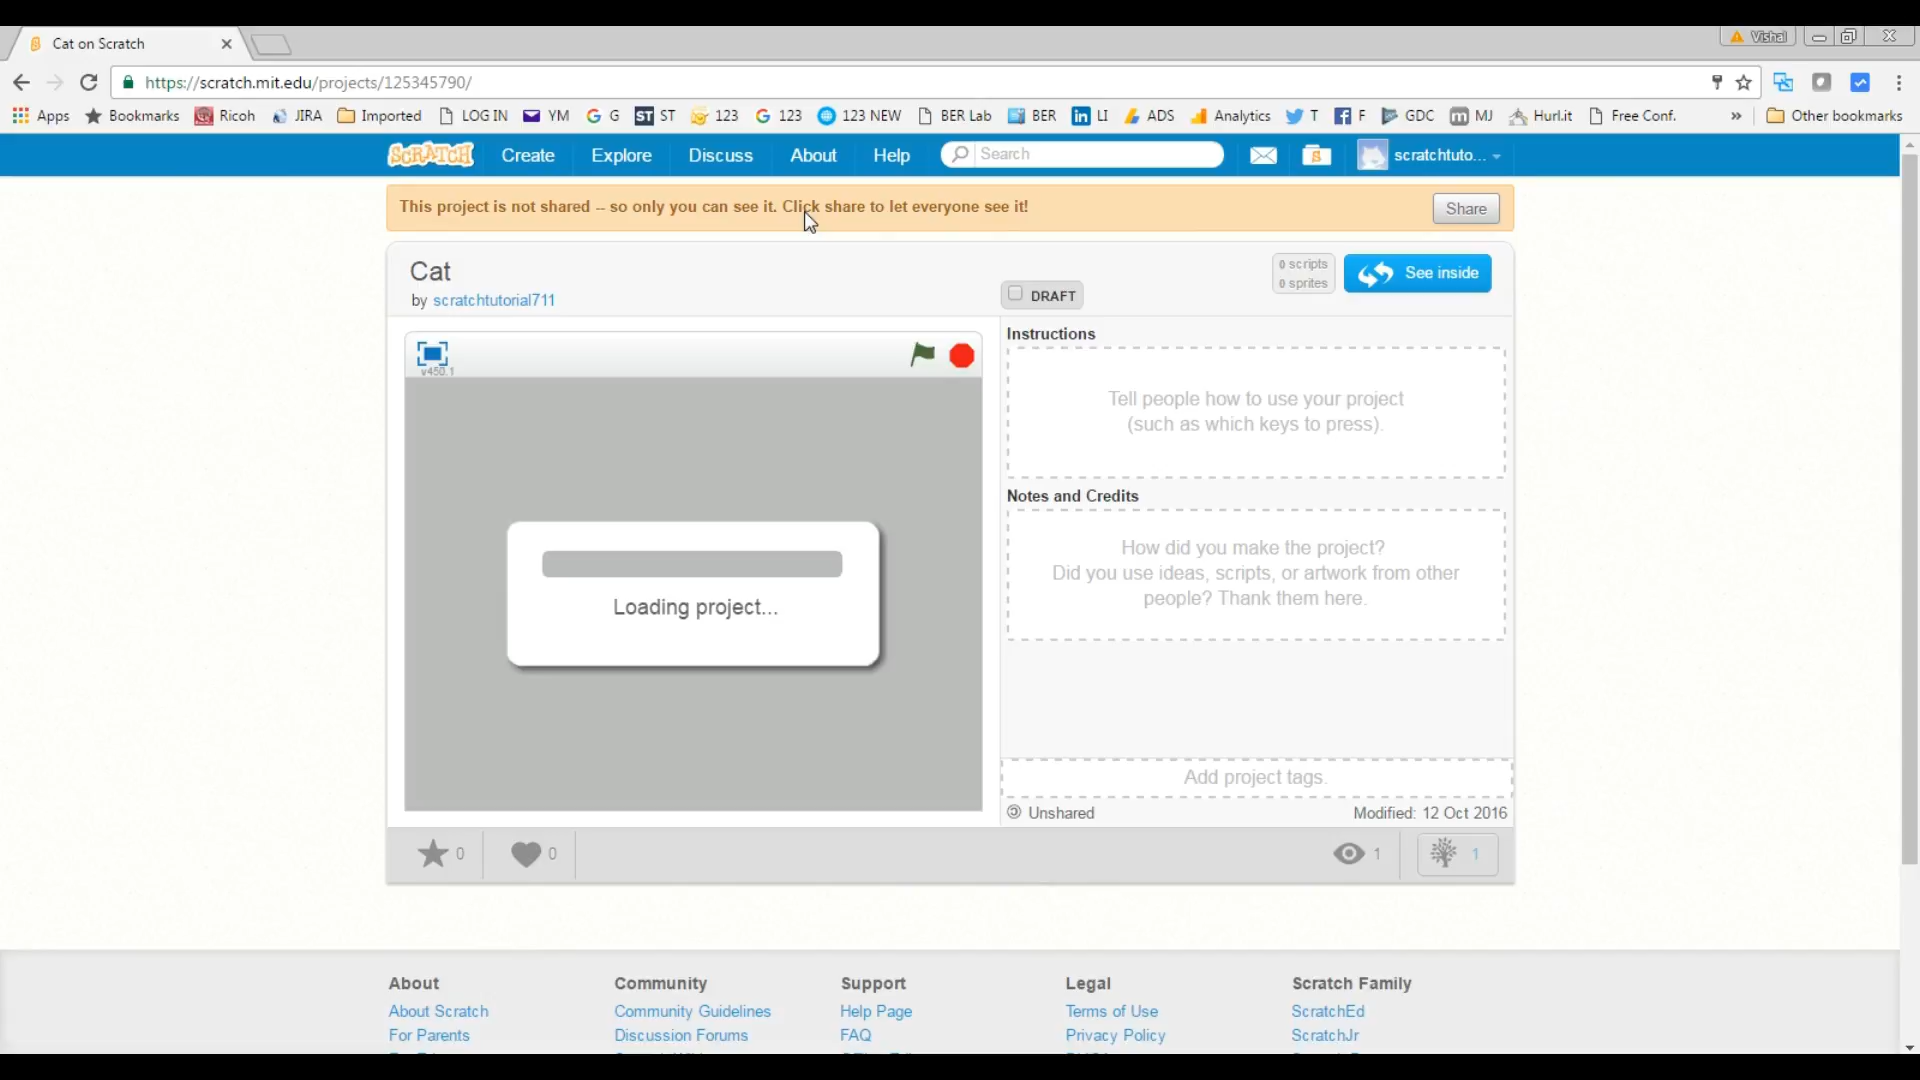 Cat on Scratch
Vishal
https://scratch.mit.edu/projects/125345790/
Apps Bookmarks Ricoh JIRA Imported LOG IN YM G ST 123 123 123 NEW BER Lab BER LI ADS Analytics T F GDC MJ Hurl.it Free Conf. » Other bookmarks
SCRATCH Create Explore Discuss About Help Search scratchtuto...
This project is not shared -- so only you can see it. Click share to let everyone see it!
Share
Cat
by scratchtutorial711
DRAFT
0 scripts
0 sprites
See inside
v450.1
Loading project...
Instructions
Tell people how to use your project
(such as which keys to press).
Notes and Credits
How did you make the project?
Did you use ideas, scripts, or artwork from other
people? Thank them here.
Add project tags.
Unshared Modified: 12 Oct 2016
0 0 1 1
About Community Support Legal Scratch Family
About Scratch Community Guidelines Help Page Terms of Use ScratchEd
For Parents Discussion Forums FAQ Privacy Policy ScratchJr